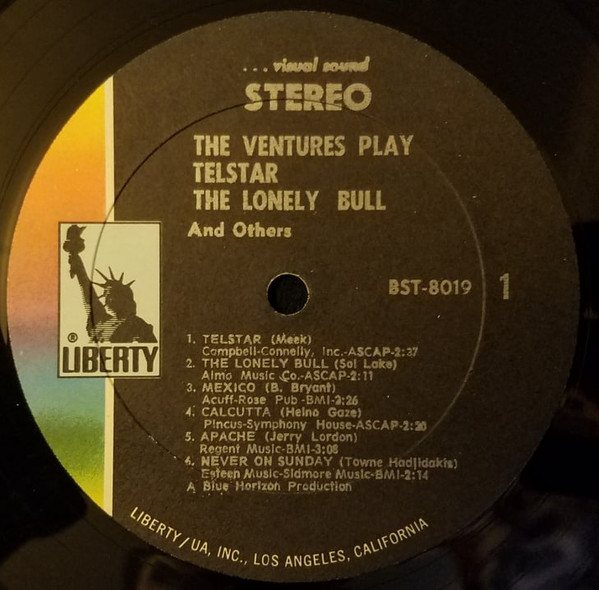 ...visual sound
STEREO
THE VENTURES PLAY
TELSTAR
THE LONELY BULL
And Others
BST-8019 1
® LIBERTY
1. TELSTAR (Meek)
Campbell-Connelly, Inc.-ASCAP-2:37
2. THE LONELY BULL (Sol Lake)
Almo Music Co.-ASCAP-2:11
3. MEXICO (B. Bryant)
Acuff-Rose Pub-BMI-2:26
4. CALCUTTA (Heino Gaze)
Pincus-Symphony House-ASCAP-2:20
5. APACHE (Jerry Lordon)
Regent Music-BMI-3:08
6. NEVER ON SUNDAY (Towne Hadjidakis)
Esteen Music-Sidmore Music-BMI-2:14
A Blue Horizon Production
LIBERTY/UA, INC., LOS ANGELES, CALIFORNIA